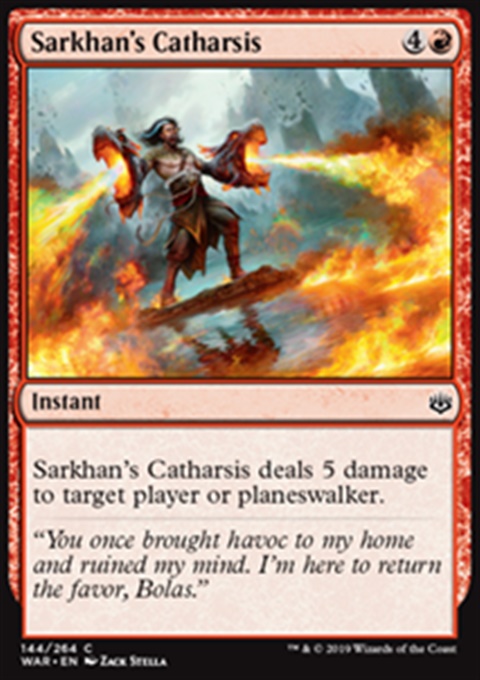 Sarkhan's Catharsis 4
Instant
Sarkhan's Catharsis deals 5 damage
to target player or planeswalker.
“You once brought havoc to my home
and ruined my mind. I'm here to return
the favor, Bolas.”
144/264 C
WAR • EN Zack Stella
™ & © 2019 Wizards of the Coast